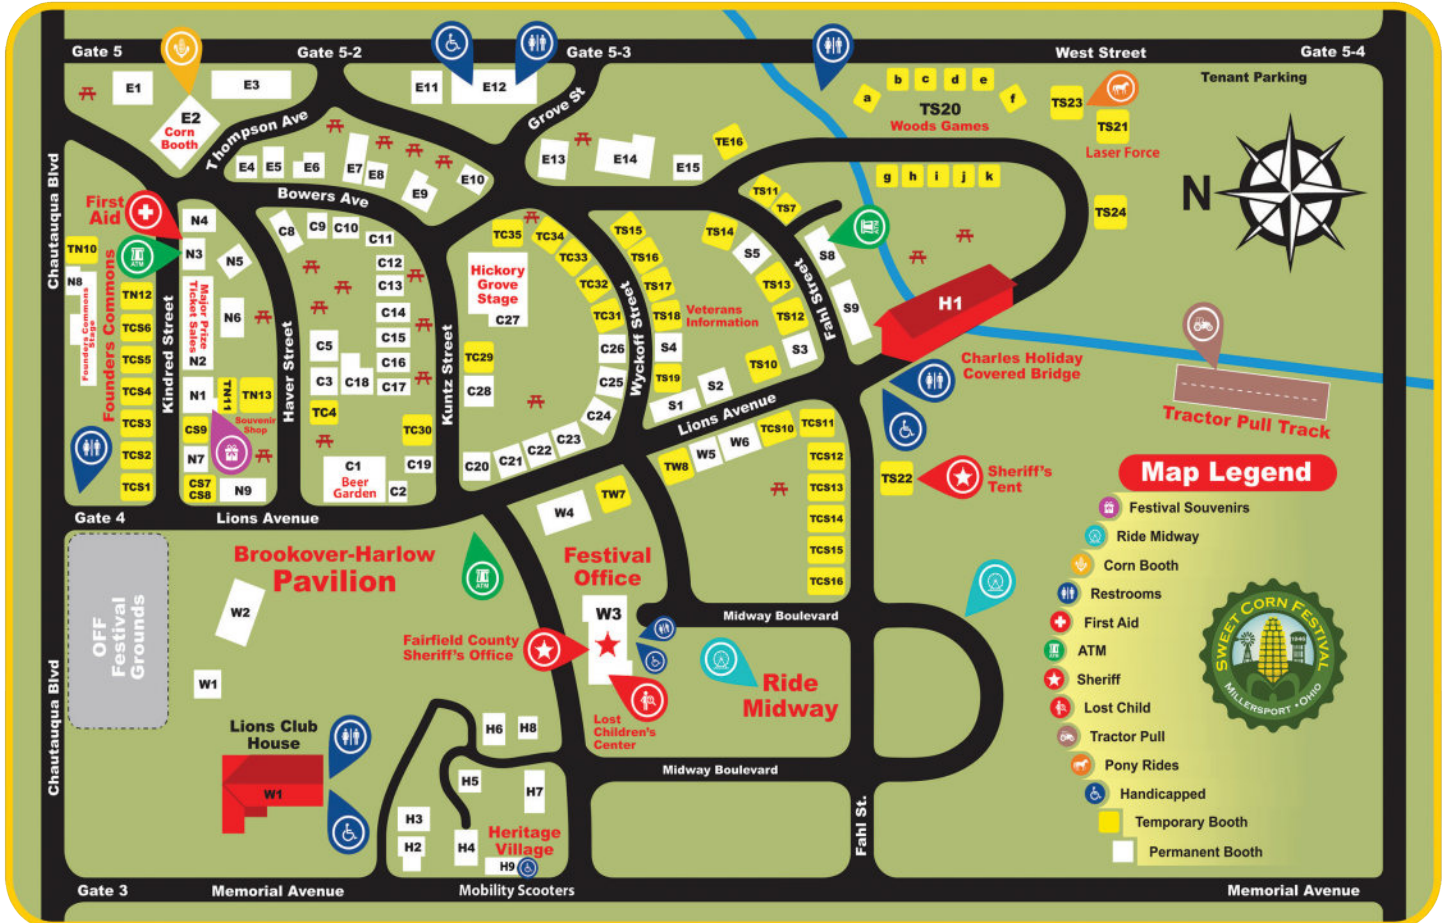 Gate 5
Gate 5-2
Gate 5-3
West Street
Gate 5-4
Tenant Parking
E1
E3
E11
E12
E2
Corn
Booth
Thompson Ave
Grove St
a
b
c
d
e
f
TS20
Woods Games
TS23
TS21
Laser Force
TE16
E4
E5
E6
E7
E8
E9
E10
E13
E14
E15
Bowers Ave
g
h
i
j
k
TS11
TS7
TS24
N
Chautauqua Blvd
First
Aid
N4
N3
N5
ATM
TN10
N8
Founders Commons
Stage
Founders Commons
TN12
TCS6
TCS5
TCS4
TCS3
TCS2
TCS1
Kindred Street
Major Prize
Ticket Sales
N2
N6
N1
TN11
TN13
Souvenir
Shop
CS9
N7
CS7
CS8
N9
Haver Street
C8
C9
C10
C11
C12
C13
C14
C15
C16
C17
C5
C3
C18
TC4
TC30
C19
C1
Beer
Garden
C2
Kuntz Street
TC35
TC34
TC33
TC32
TC31
Hickory
Grove
Stage
C27
TC29
C28
C26
C25
C24
C23
C22
C21
C20
Wyckoff Street
TS15
TS16
TS17
TS18
Veterans
Information
S4
TS19
S1
S2
TS10
S3
TS12
TS13
S5
TS14
Fahl Street
S8
ATM
S9
H1
Charles Holiday
Covered Bridge
Tractor Pull Track
Lions Avenue
TCS10
TCS11
W6
W5
TW8
TCS12
TCS13
TCS14
TCS15
TCS16
TS22
Sheriff's
Tent
Gate 4
Lions Avenue
OFF
Festival
Grounds
Brookover-Harlow
Pavilion
ATM
W4
TW7
Festival
Office
W3
Fairfield County
Sheriff's Office
Lost
Children's
Center
Midway Boulevard
Ride
Midway
Midway Boulevard
W2
W1
Chautauqua Blvd
Lions Club
House
W1
H6
H8
H5
H7
H3
H2
H4
Heritage
Village
H9
Fahl St.
Gate 3
Memorial Avenue
Mobility Scooters
Memorial Avenue
Map Legend
Festival Souvenirs
Ride Midway
Corn Booth
Restrooms
First Aid
ATM
Sheriff
Lost Child
Tractor Pull
Pony Rides
Handicapped
Temporary Booth
Permanent Booth
SWEET CORN FESTIVAL
1946
MILLERSPORT • OHIO